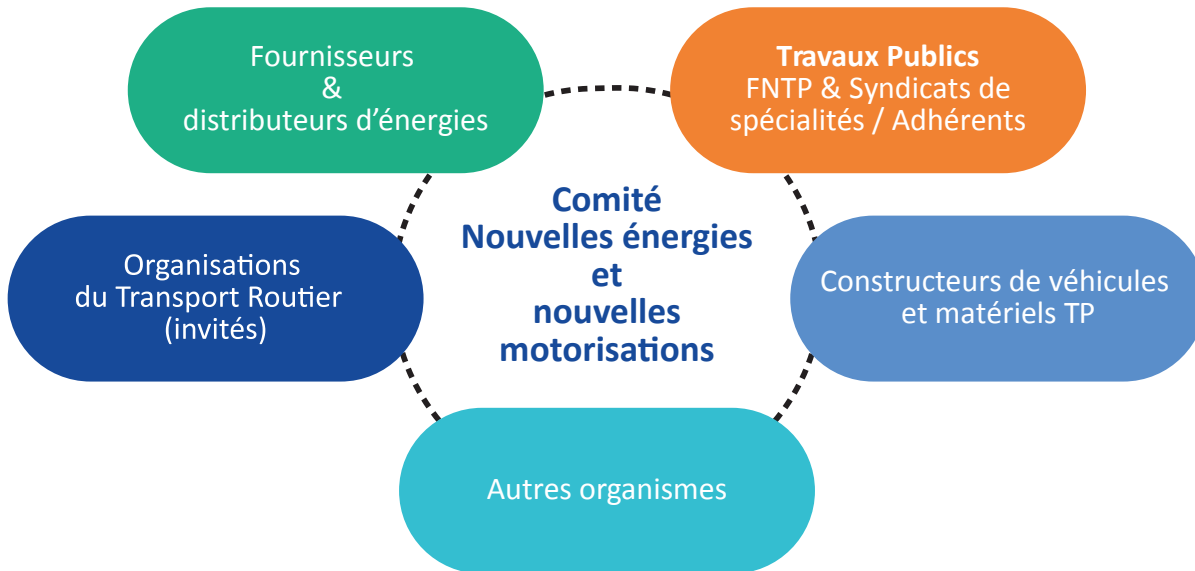 Fournisseurs
&
distributeurs d’énergies
Travaux Publics
FNTP & Syndicats de
spécialités / Adhérents
Organisations
du Transport Routier
(invités)
Comité
Nouvelles énergies
et
nouvelles
motorisations
Constructeurs de véhicules
et matériels TP
Autres organismes